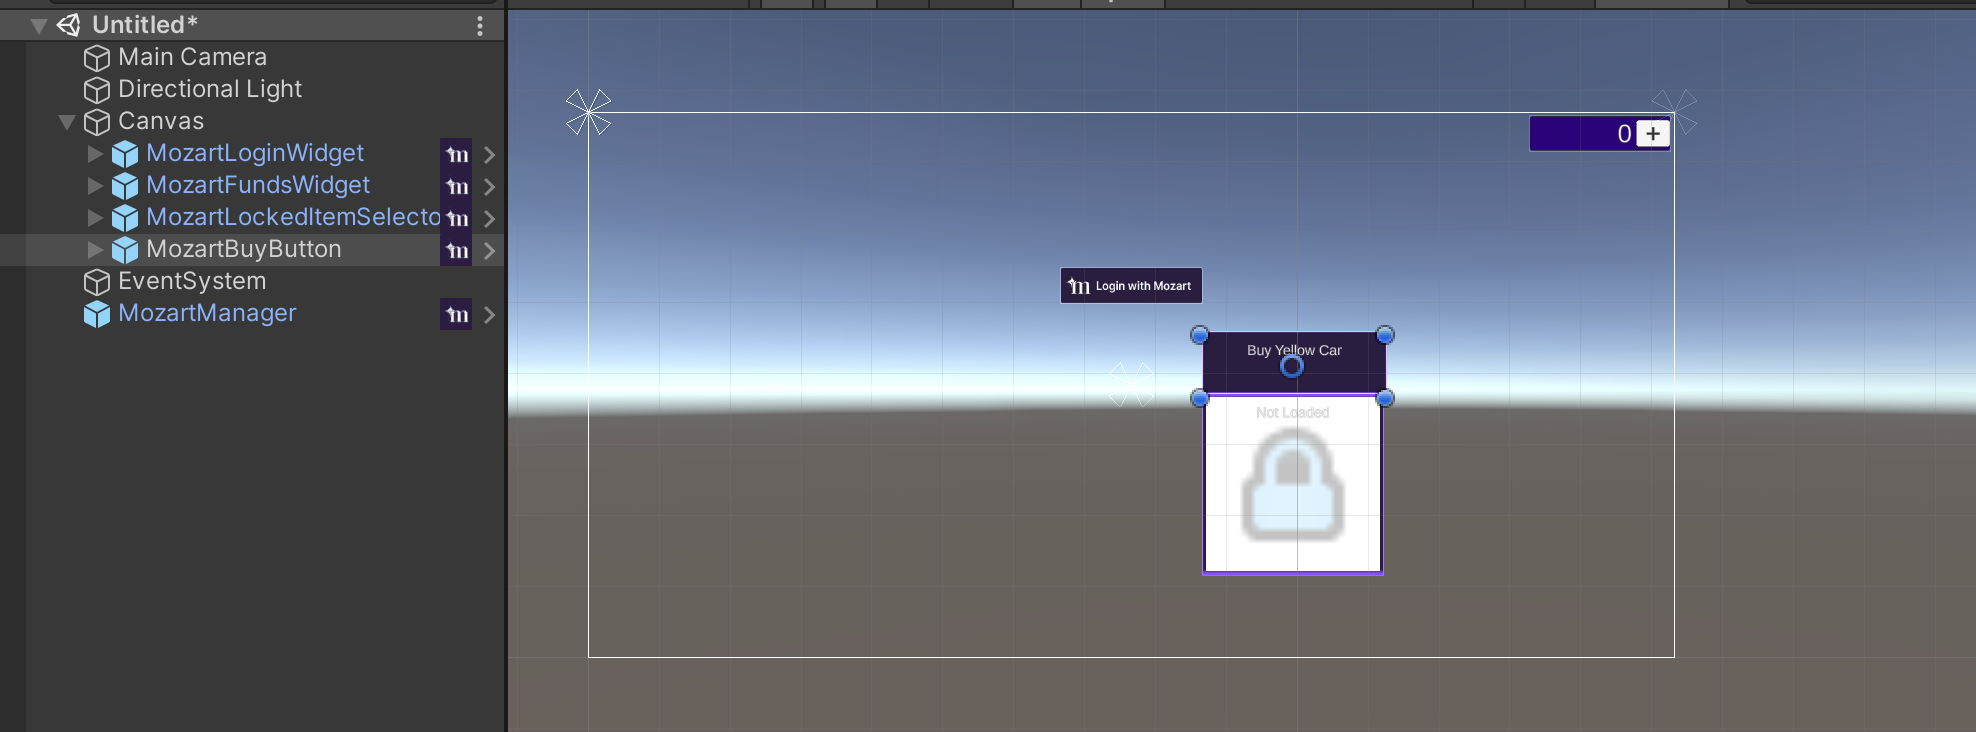 Untitled*
Main Camera
Directional Light
Canvas
MozartLoginWidget
m
MozartFundsWidget
m
MozartLockedItemSelecto
m
MozartBuyButton
m
EventSystem
MozartManager
m
0 +
m Login with Mozart
Buy Yellow Car
Not Loaded